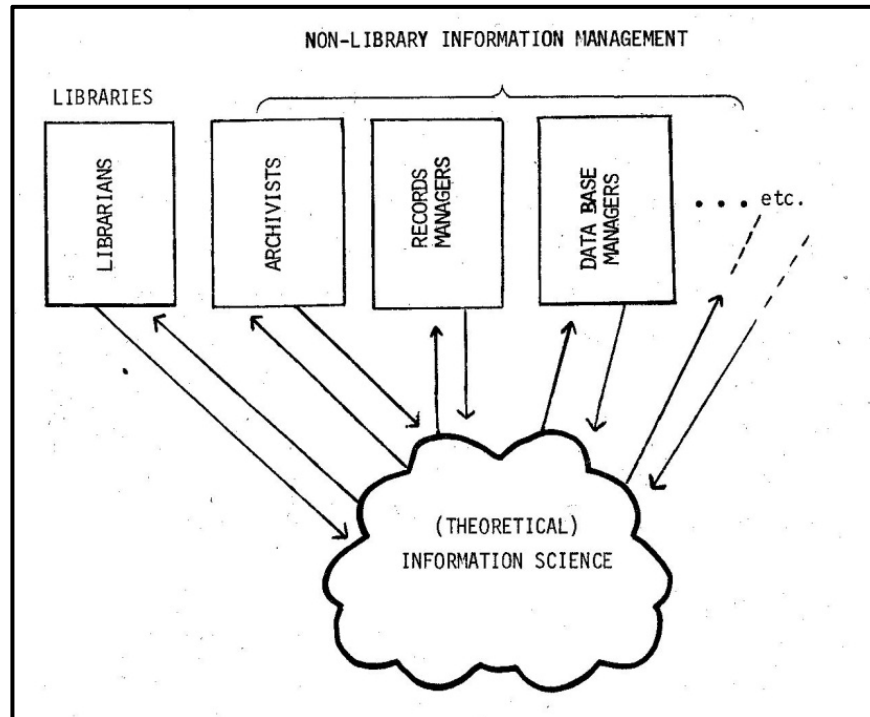 NON-LIBRARY INFORMATION MANAGEMENT
LIBRARIES
LIBRARIANS
ARCHIVISTS
RECORDS
MANAGERS
DATA BASE
MANAGERS
... etc.
(THEORETICAL)
INFORMATION SCIENCE